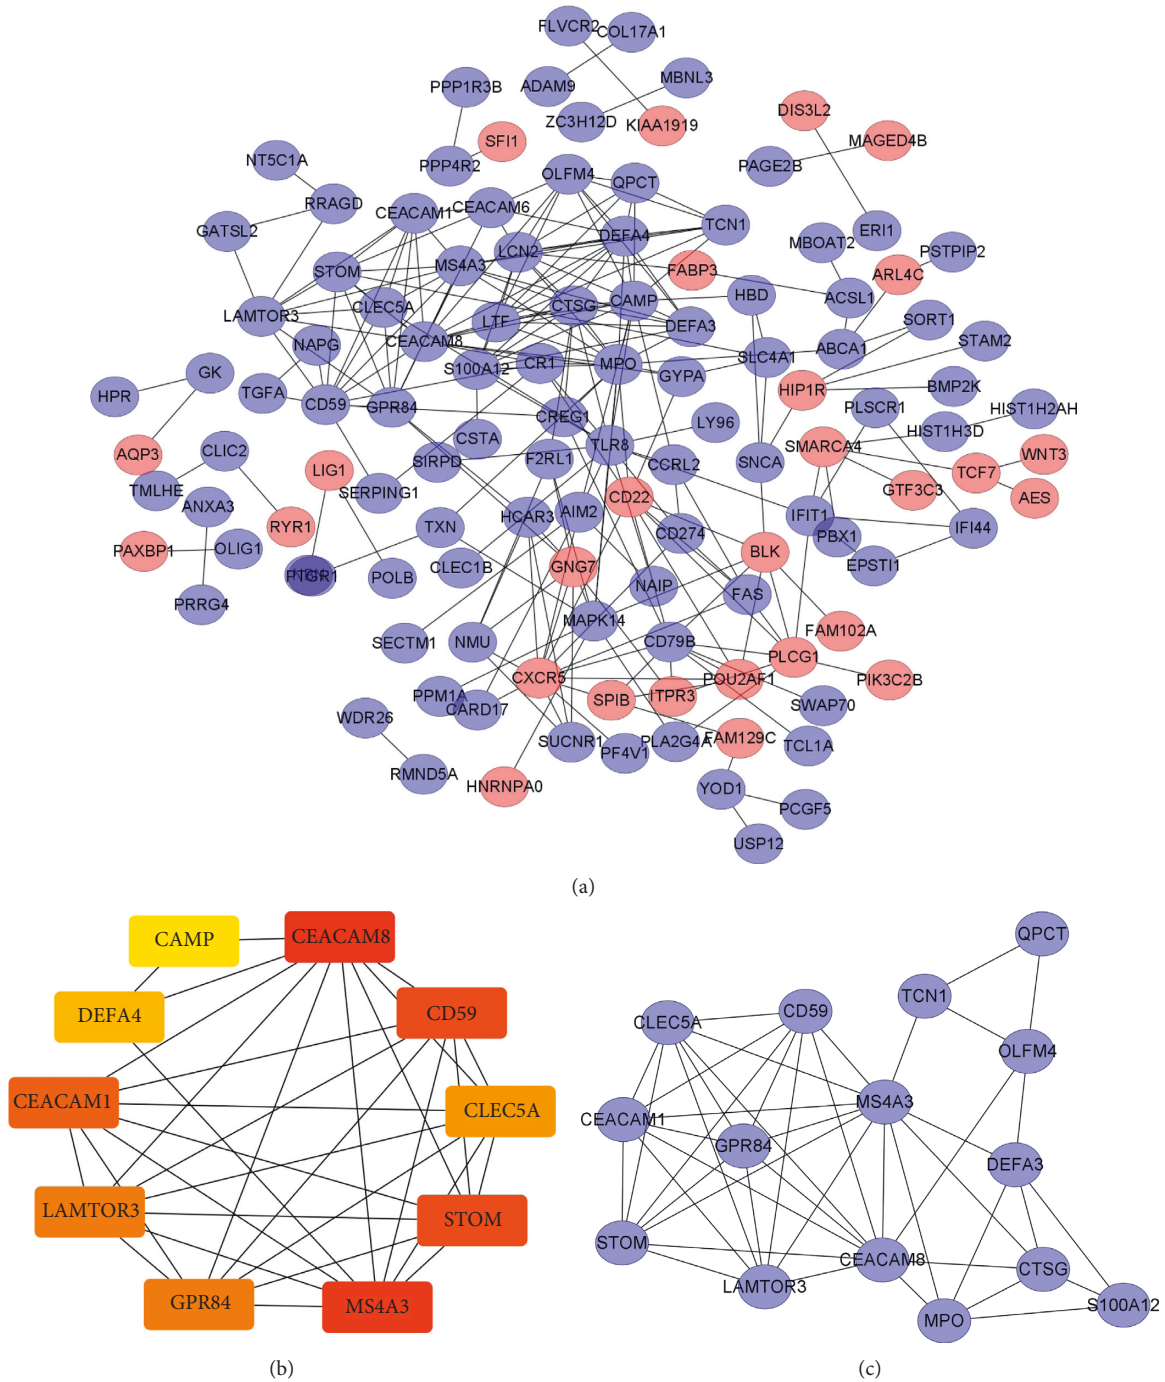 FLVCR2
COL17A1
PPP1R3B
ADAM9
MBNL3
ZC3H12D
KIAA1919
DIS3L2
MAGED4B
SFI1
NT5C1A
PPP4R2
PAGE2B
OLFM4
QPCT
RRAGD
CEACAM1
CEACAM6
GATSL2
TCN1
DEFA4
MBOAT2
ERI1
LCN2
PSTPIP2
STOM
MS4A3
FABP3
ARL4C
CLEC5A
CTSG
CAMP
HBD
ACSL1
LAMTOR3
LTF
DEFA3
SORT1
NAPG
CEACAM8
STAM2
SLC4A1
ABCA1
GK
S100A12
CR1
MPO
GYPA
HPR
TGFA
HIP1R
BMP2K
CD59
GPR84
CREG1
PLSCR1
HIST1H2AH
LY96
HIST1H3D
CSTA
TLR8
SMARCA4
AQP3
CLIC2
LIG1
SIRPD
F2RL1
CCRL2
SNCA
WNT3
TCF7
TMLHE
SERPING1
GTF3C3
AES
CD22
ANXA3
AIM2
IFIT1
RYR1
TXN
HCAR3
CD274
IFI44
PBX1
PAXBP1
OLIG1
BLK
CLEC1B
GNG7
EPSTI1
PTGR1
POLB
NAIP
FAS
PRRG4
MAPK14
FAM102A
SECTM1
NMU
CD79B
PLCG1
CXCR5
POU2AF1
PIK3C2B
PPM1A
SPIB
ITPR3
CARD17
SWAP70
WDR26
SUCNR1
PF4V1
PLA2G4A
FAM129C
TCL1A
RMND5A
HNRNPA0
YOD1
PCGF5
USP12
(a)
CAMP
CEACAM8
DEFA4
CD59
CEACAM1
CLEC5A
LAMTOR3
STOM
GPR84
MS4A3
(b)
QPCT
TCN1
CLEC5A
CD59
OLFM4
MS4A3
CEACAM1
GPR84
DEFA3
STOM
CEACAM8
CTSG
LAMTOR3
S100A12
MPO
(c)